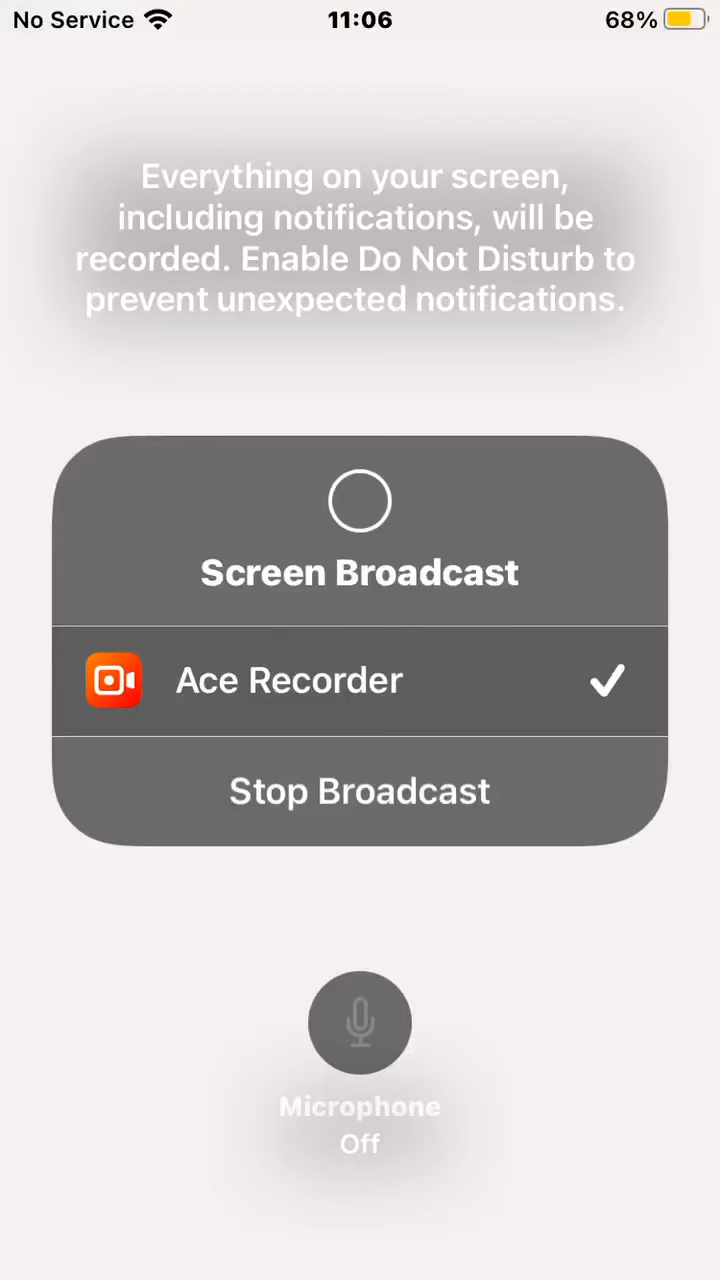 No Service 11:06 68%
Everything on your screen,
including notifications, will be
recorded. Enable Do Not Disturb to
prevent unexpected notifications.
Screen Broadcast
Ace Recorder
Stop Broadcast
Microphone
Off